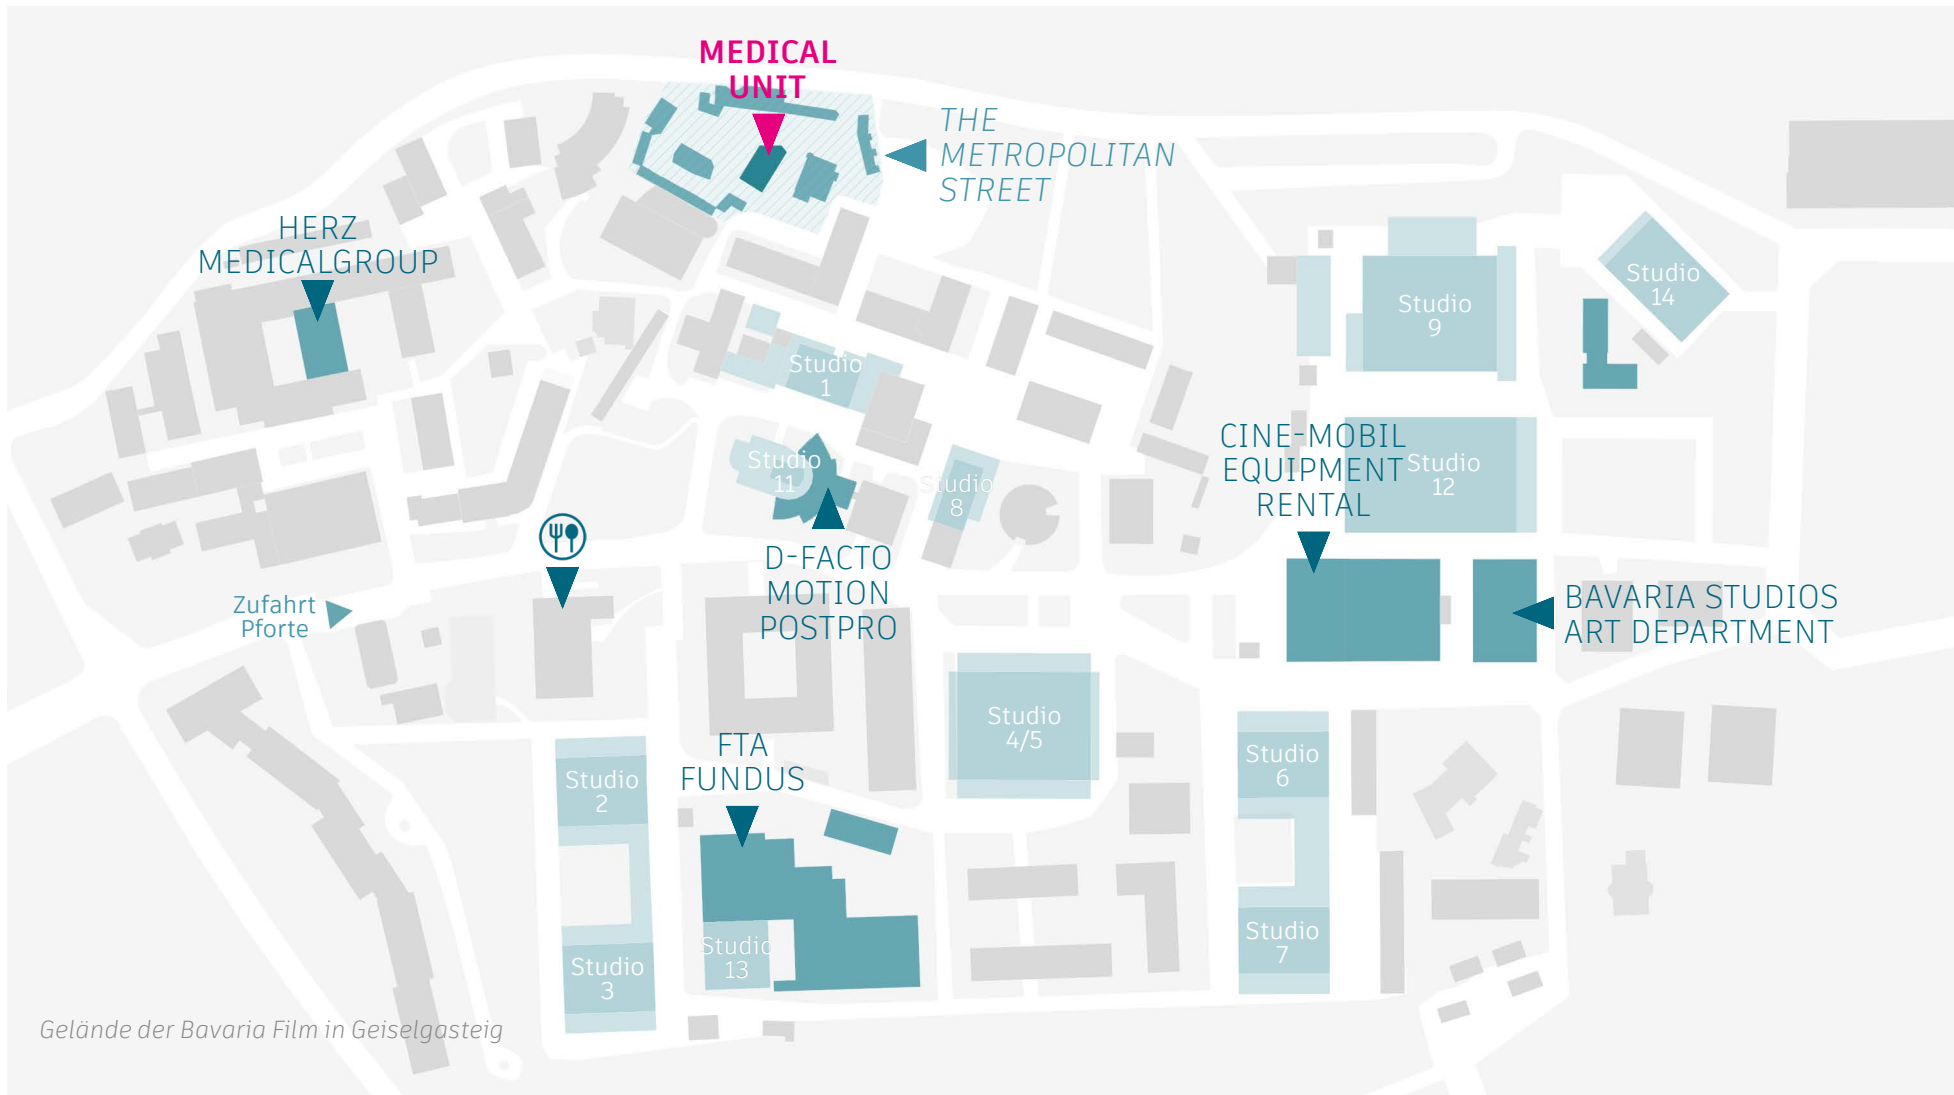 MEDICAL
UNIT
THE
METROPOLITAN
STREET
HERZ
MEDICALGROUP
Studio
14
Studio
9
Studio
1
CINE-MOBIL
EQUIPMENT
RENTAL
Studio
12
Studio
11
Studio
8
D-FACTO
MOTION
POSTPRO
Zufahrt
Pforte
BAVARIA STUDIOS
ART DEPARTMENT
Studio
4/5
FTA
FUNDUS
Studio
2
Studio
6
Studio
13
Studio
7
Studio
3
Gelände der Bavaria Film in Geiselgasteig